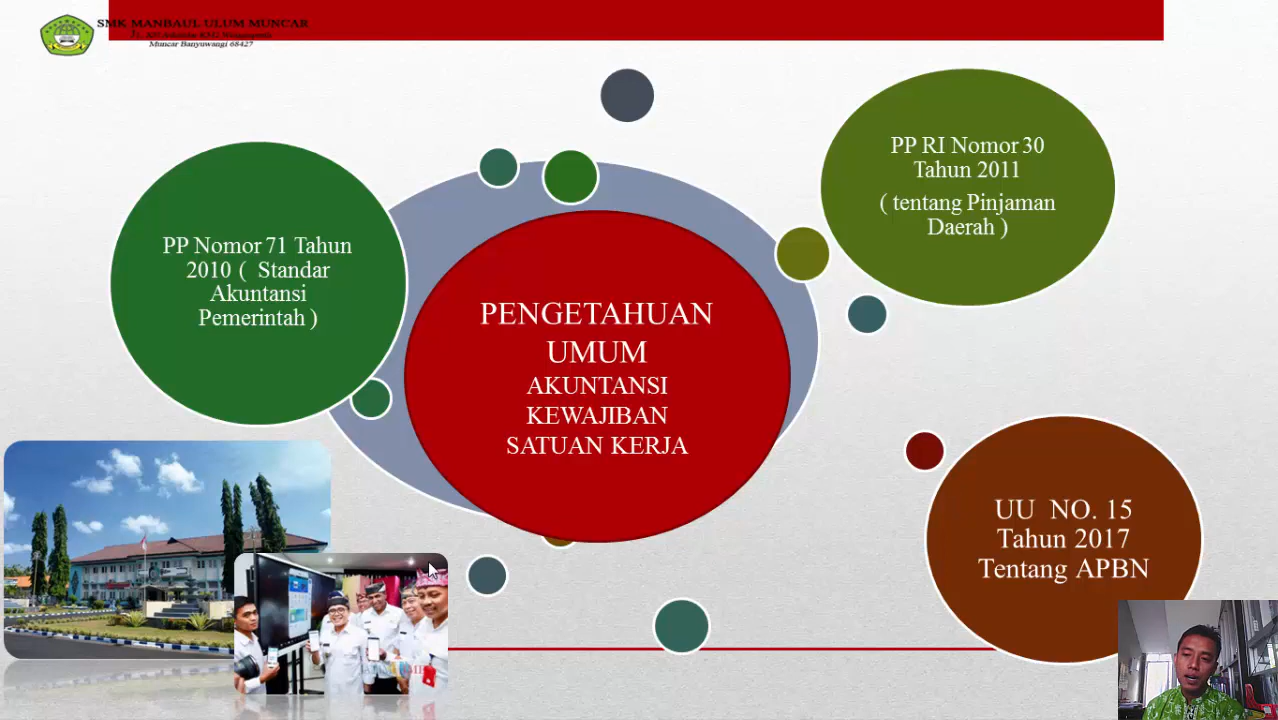 SMK MANBAUL ULUM MUNCAR
Muncar Banyuwangi 68427
PP RI Nomor 30
Tahun 2011
( tentang Pinjaman
Daerah )
PP Nomor 71 Tahun
2010 ( Standar
Akuntansi
Pemerintah )
PENGETAHUAN
UMUM
AKUNTANSI
KEWAJIBAN
SATUAN KERJA
UU NO. 15
Tahun 2017
Tentang APBN